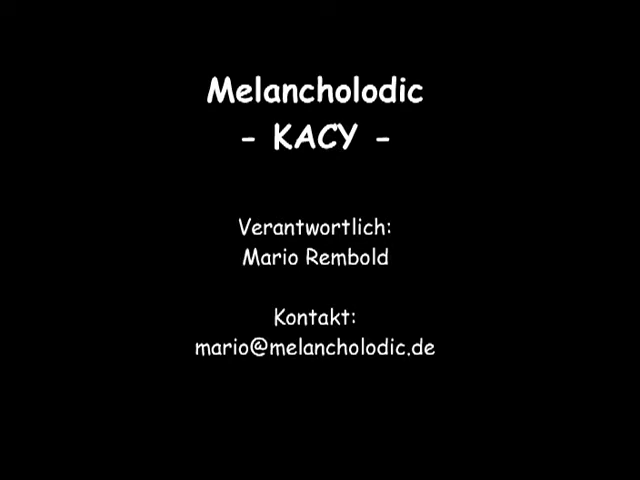 Melancholodic
- KACY -
Verantwortlich:
Mario Rembold
Kontakt:
mario@melancholodic.de